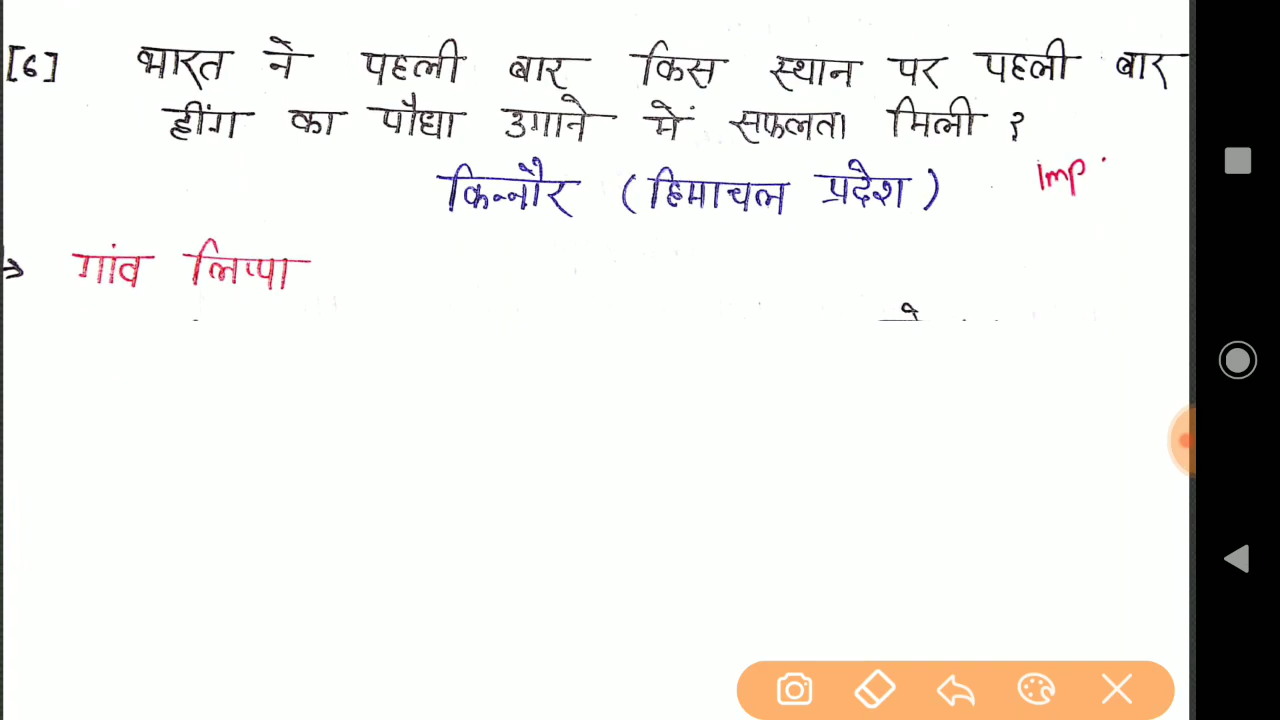 [6] भारत ने पहली बार किस स्थान पर पहली बार
हींग का पौधा उगाने में सफलता मिली ?
किन्नौर (हिमाचल प्रदेश)
Imp.
→ गांव लिप्पा